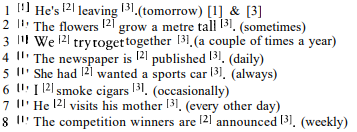 1 [1] He's [2] leaving [3].(tomorrow) [1] & [3]
2 [1] The flowers [2] grow a metre tall [3]. (sometimes)
3 [1] We [2] try toget together [3].(a couple of times a year)
4 [1] The newspaper is [2] published [3]. (daily)
5 [1] She had [2] wanted a sports car [3]. (always)
6 [1] I [2] smoke cigars [3]. (occasionally)
7 [1] He [2] visits his mother [3]. (every other day)
8 [1] The competition winners are [2] announced [3]. (weekly)